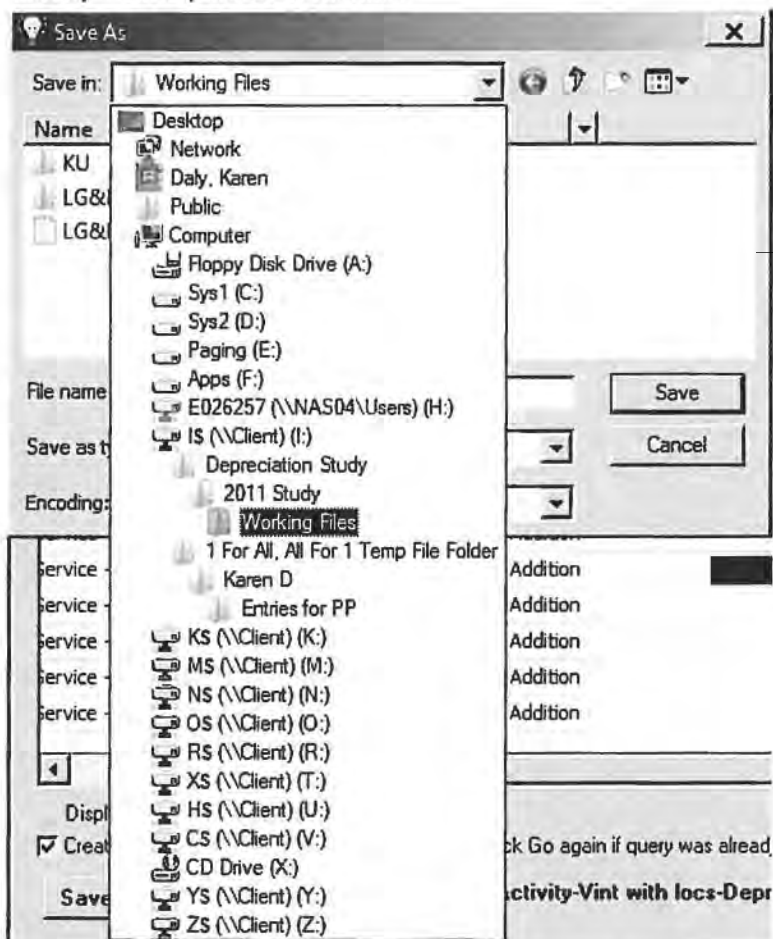 Save As
Save in: Working Files
Name
KU
LG&
LG&
Desktop
Network
Daly, Karen
Public
Computer
Floppy Disk Drive (A:)
Sys1 (C:)
Sys2 (D:)
Paging (E:)
Apps (F:)
E026257 (\\NAS04\Users) (H:)
IS (\\Client) (I:)
Depreciation Study
2011 Study
Working Files
1 For All, All For 1 Temp File Folder
Karen D
Entries for PP
KS (\\Client) (K:)
MS (\\Client) (M:)
NS (\\Client) (N:)
OS (\\Client) (O:)
RS (\\Client) (R:)
XS (\\Client) (T:)
HS (\\Client) (U:)
CS (\\Client) (V:)
CD Drive (X:)
YS (\\Client) (Y:)
ZS (\\Client) (Z:)
File name
Save
Save as t
Cancel
Encoding:
Service - Addition
Service - Addition
Service - Addition
Service - Addition
Service - Addition
Displ
Creat ck Go again if query was alread
Save ctivity-Vint with locs-Depr